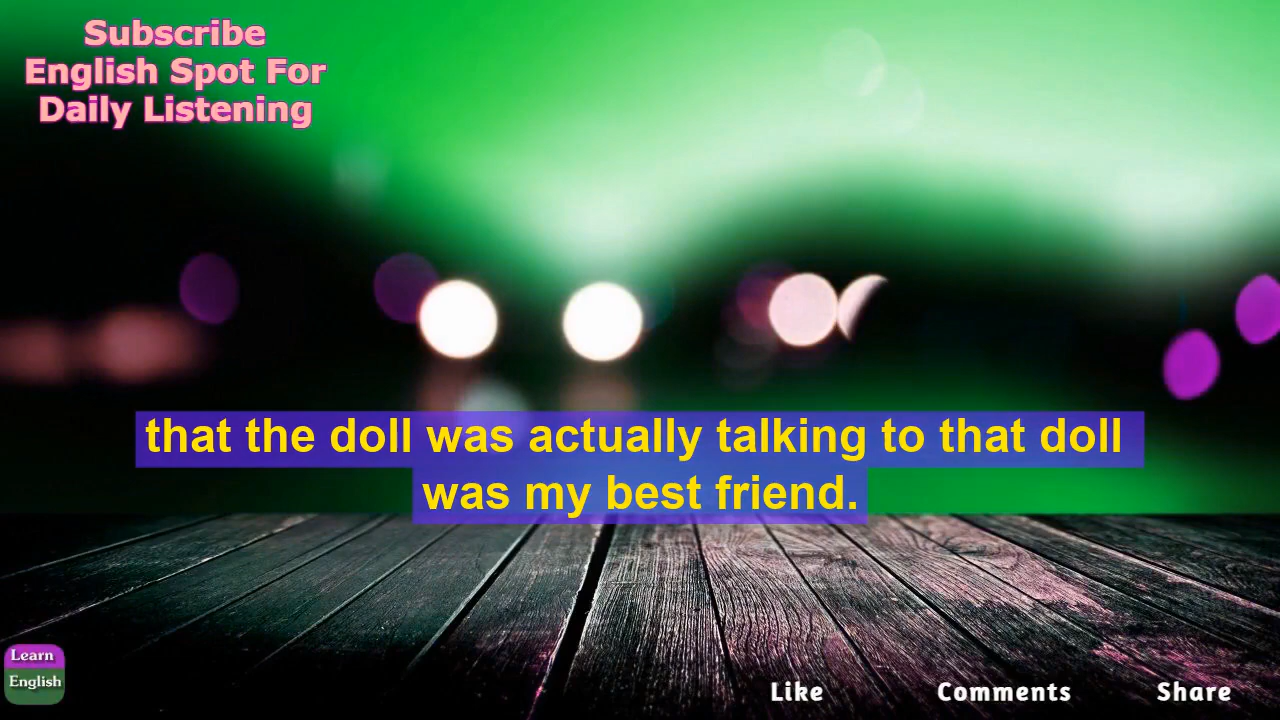 Subscribe
English Spot For
Daily Listening
that the doll was actually talking to that doll
was my best friend.
Learn
English
Like
Comments
Share